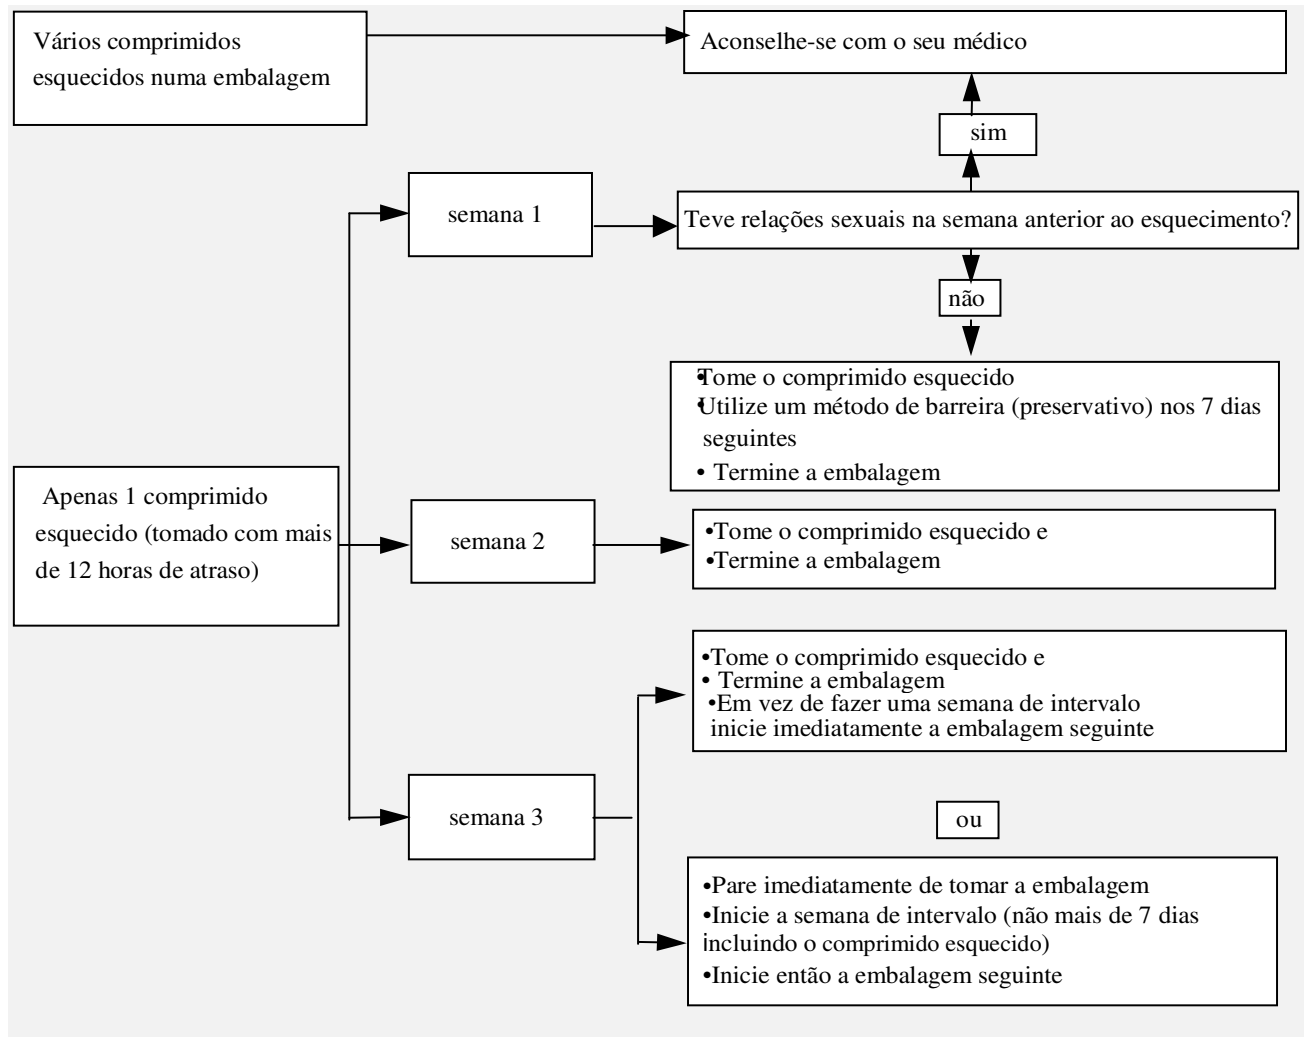 Vários comprimidos
esquecidos numa embalagem
Aconselhe-se com o seu médico
sim
semana 1
Teve relações sexuais na semana anterior ao esquecimento?
não
•Tome o comprimido esquecido
•Utilize um método de barreira (preservativo) nos 7 dias
seguintes
• Termine a embalagem
Apenas 1 comprimido
esquecido (tomado com mais
de 12 horas de atraso)
semana 2
•Tome o comprimido esquecido e
•Termine a embalagem
•Tome o comprimido esquecido e
• Termine a embalagem
•Em vez de fazer uma semana de intervalo
inicie imediatamente a embalagem seguinte
semana 3
ou
•Pare imediatamente de tomar a embalagem
•Inicie a semana de intervalo (não mais de 7 dias
incluindo o comprimido esquecido)
•Inicie então a embalagem seguinte